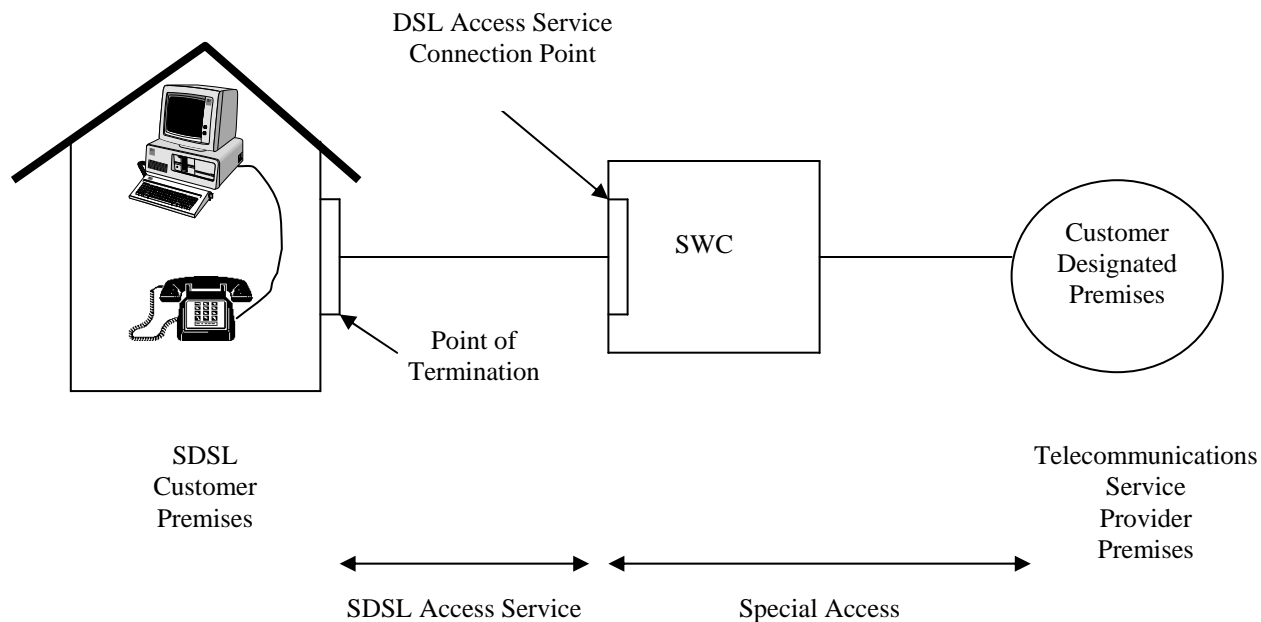 DSL Access Service
Connection Point
SWC
Customer
Designated
Premises
Point of
Termination
SDSL
Customer
Premises
Telecommunications
Service
Provider
Premises
SDSL Access Service
Special Access